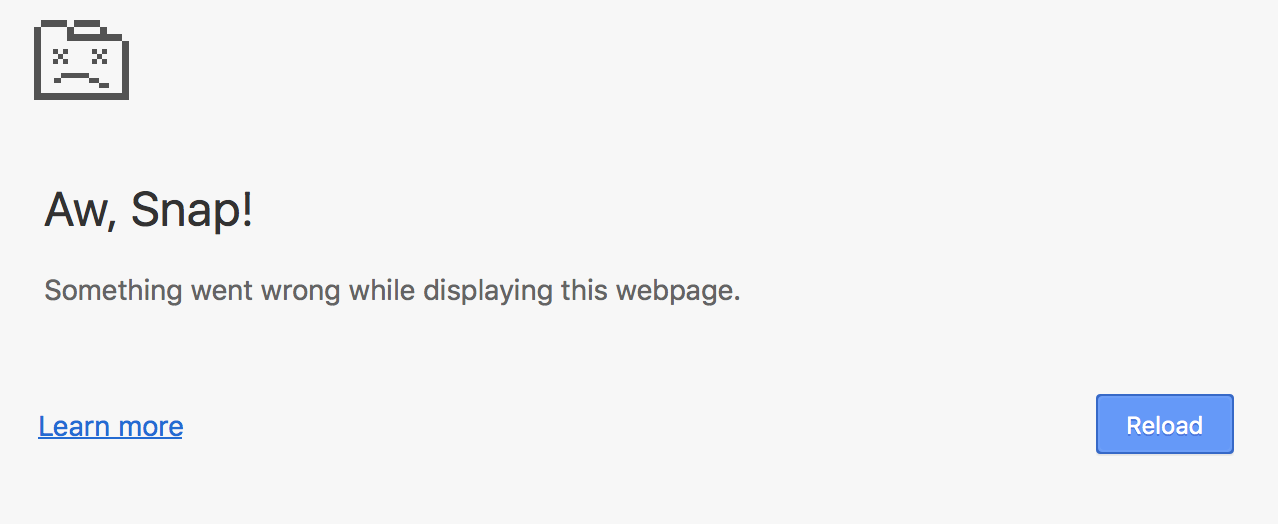 Aw, Snap!
Something went wrong while displaying this webpage.
Learn more
Reload